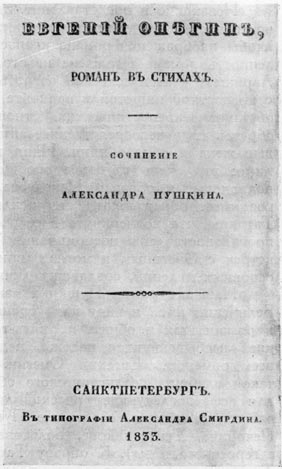 ЕВГЕНІЙ ОНѢГИНЪ,
РОМАНЪ ВЪ СТИХАХЪ.
СОЧИНЕНІЕ
АЛЕКСАНДРА ПУШКИНА.
САНКТПЕТЕРБУРГЪ.
Въ типографіи Александра Смирдина.
1833.